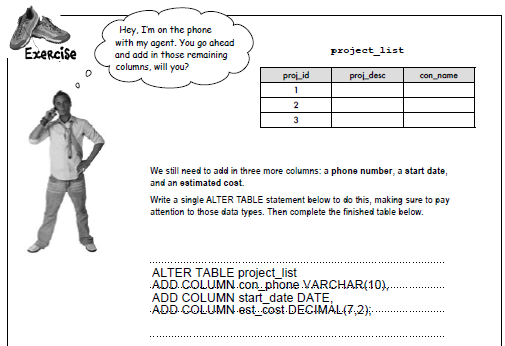 Exercise
Hey, I'm on the phone
with my agent. You go ahead
and add in those remaining
columns, will you?
project_list
proj_id proj_desc con_name
1
2
3
We still need to add in three more columns: a phone number, a start date,
and an estimated cost.
Write a single ALTER TABLE statement below to do this, making sure to pay
attention to those data types. Then complete the finished table below.
ALTER TABLE project_list
ADD COLUMN con_phone VARCHAR(10),
ADD COLUMN start_date DATE,
ADD COLUMN est_cost DECIMAL(7,2);